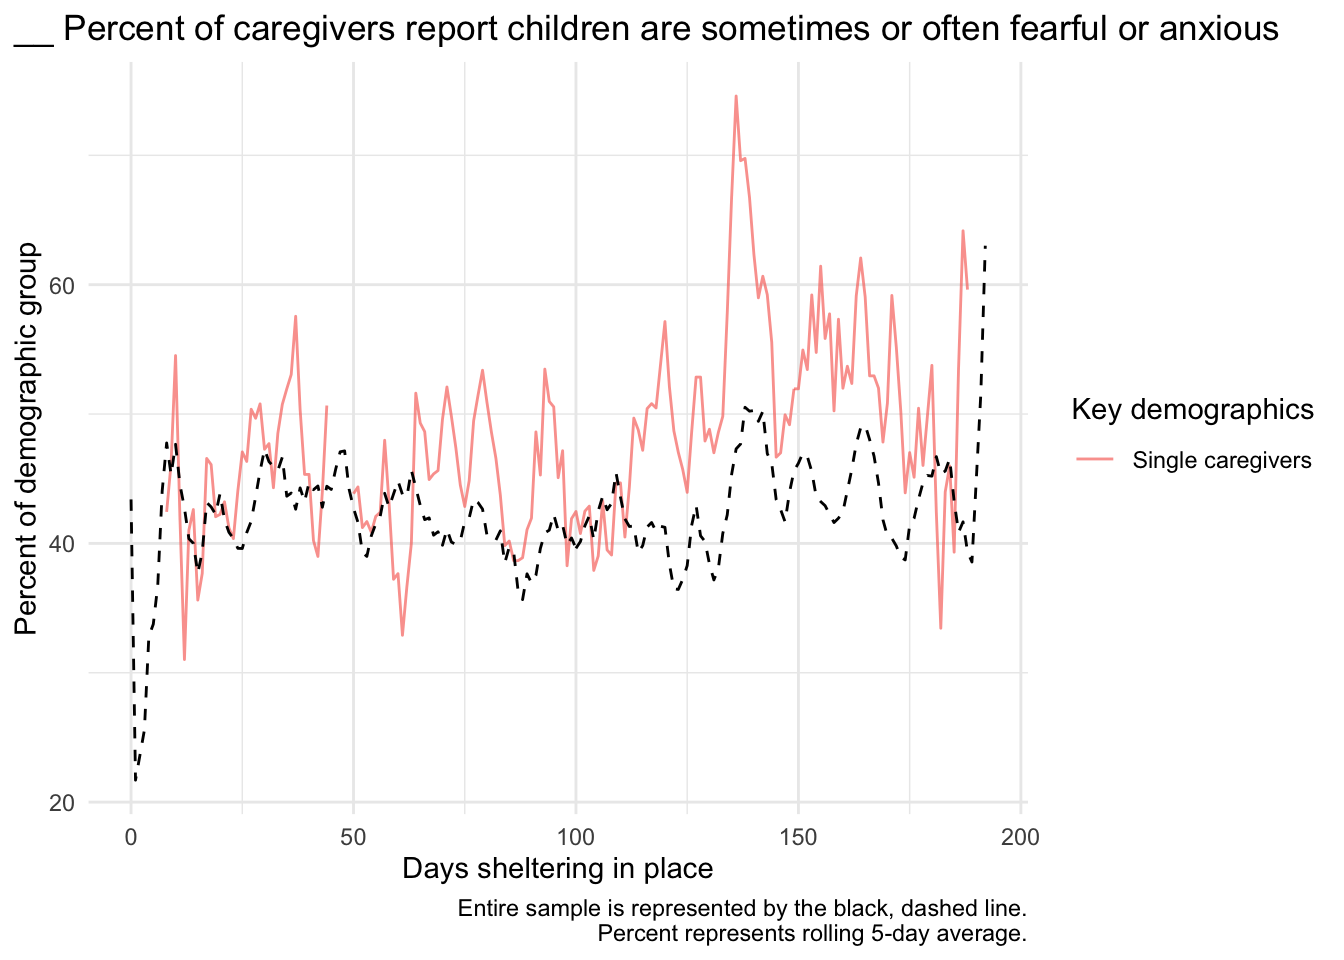 __ Percent of caregivers report children are sometimes or often fearful or anxious
Percent of demographic group
60
40
20
0
50
100
150
200
Days sheltering in place
Key demographics
Single caregivers
Entire sample is represented by the black, dashed line.
Percent represents rolling 5-day average.